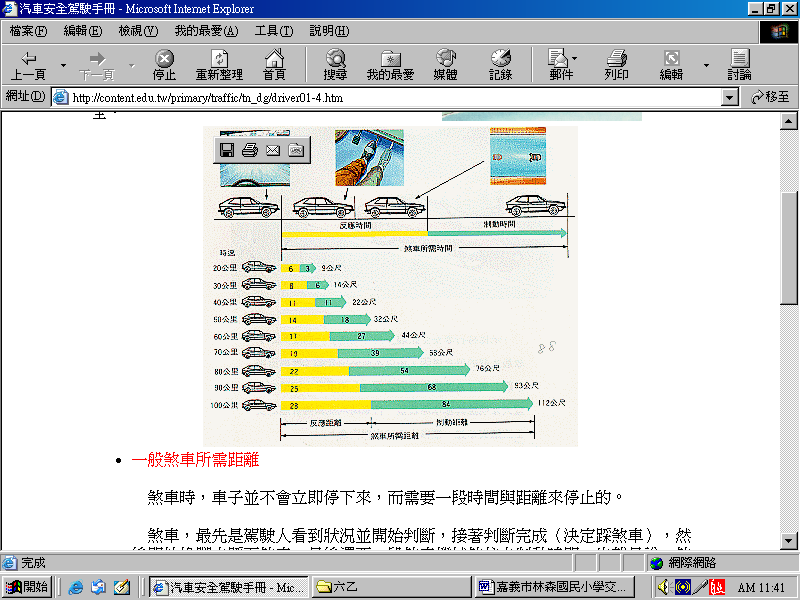 汽車安全駕駛手冊 - Microsoft Internet Explorer
檔案(F) 編輯(E) 檢視(V) 我的最愛(A) 工具(T) 說明(H)
上一頁 下一頁 停止 重新整理 首頁 搜尋 我的最愛 媒體 記錄 郵件 列印 編輯 討論
網址(D) http://content.edu.tw/primary/traffic/tn_dg/driver01-4.htm 移至
反應時間 制動時間
煞車所需時間
時速
20公里 6 3 9公尺
30公里 8 6 14公尺
40公里 11 11 22公尺
50公里 14 18 32公尺
60公里 17 27 44公尺
70公里 19 39 58公尺
80公里 22 54 76公尺
90公里 25 68 93公尺
100公里 28 84 112公尺
反應距離 制動距離
煞車所需距離
一般煞車所需距離
煞車時，車子並不會立即停下來，而需要一段時間與距離來停止的。
煞車，最先是駕駛人看到狀況並開始判斷，接著判斷完成（決定踩煞車），然
完成 網際網路
開始 汽車安全駕駛手冊 - Mic... 六乙 嘉義市林森國民小學交... AM 11:41